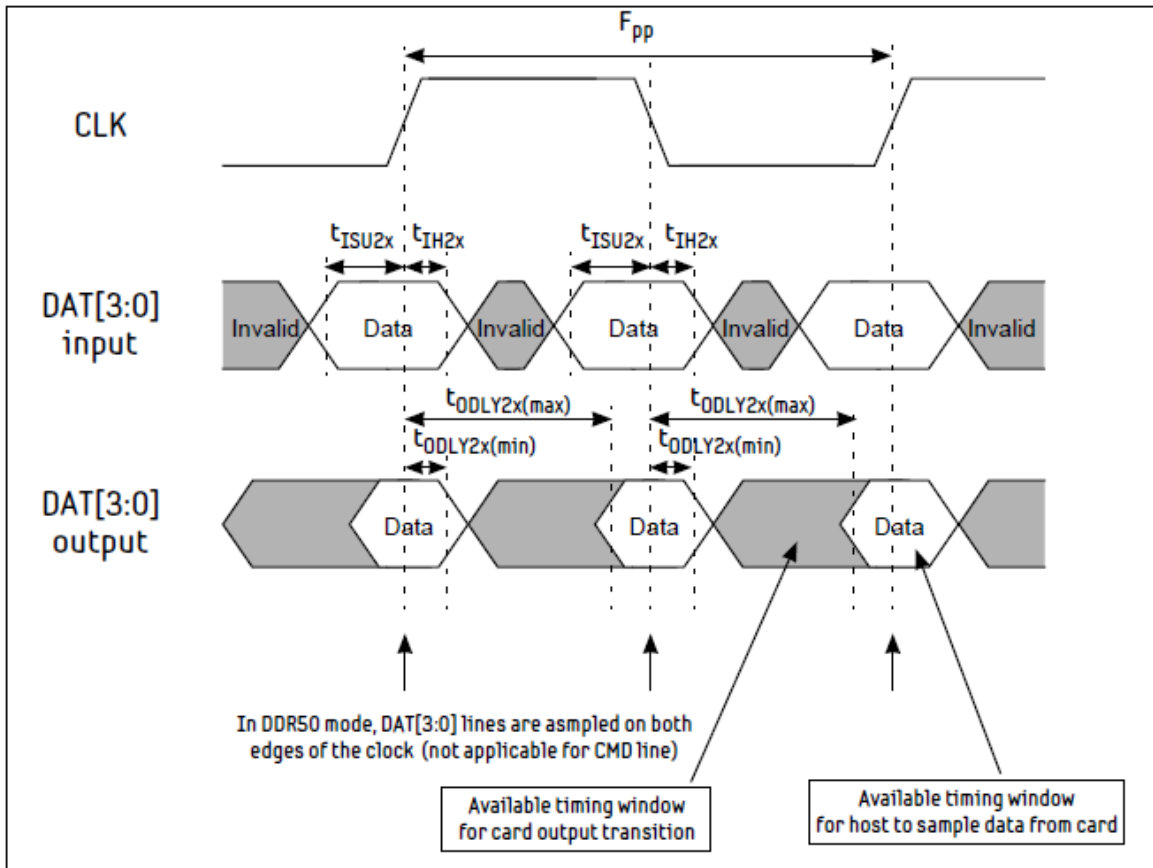 Fpp
CLK
tISU2x tIH2x tISU2x tIH2x
DAT[3:0]
input
Invalid Data Invalid Data Invalid Data Invalid
tODLY2x(max) tODLY2x(max)
tODLY2x(min) tODLY2x(min)
DAT[3:0]
output
Data Data Data
In DDR50 mode, DAT[3:0] lines are asmpled on both
edges of the clock (not applicable for CMD line)
Available timing window
for card output transition
Available timing window
for host to sample data from card